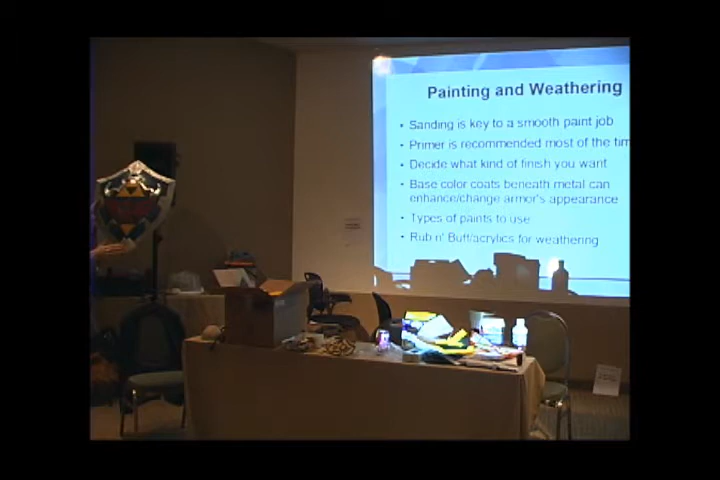 Painting and Weathering
• Sanding is key to a smooth paint job
• Primer is recommended most of the tim
• Decide what kind of finish you want
• Base color coats beneath metal can
enhance/change armor's appearance
• Types of paints to use
• Rub n' Buff/acrylics for weathering